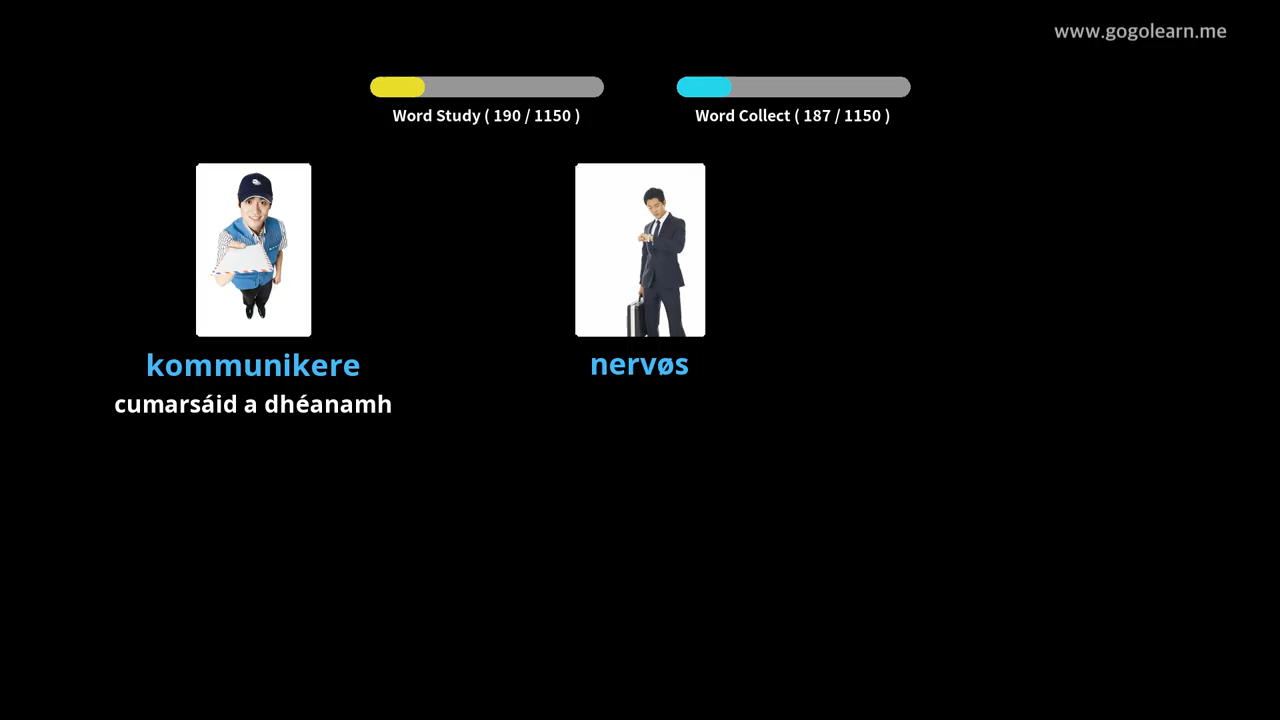 www.gogolearn.me
Word Study ( 190 / 1150 )
Word Collect ( 187 / 1150 )
kommunikere
cumarsáid a dhéanamh
nervøs